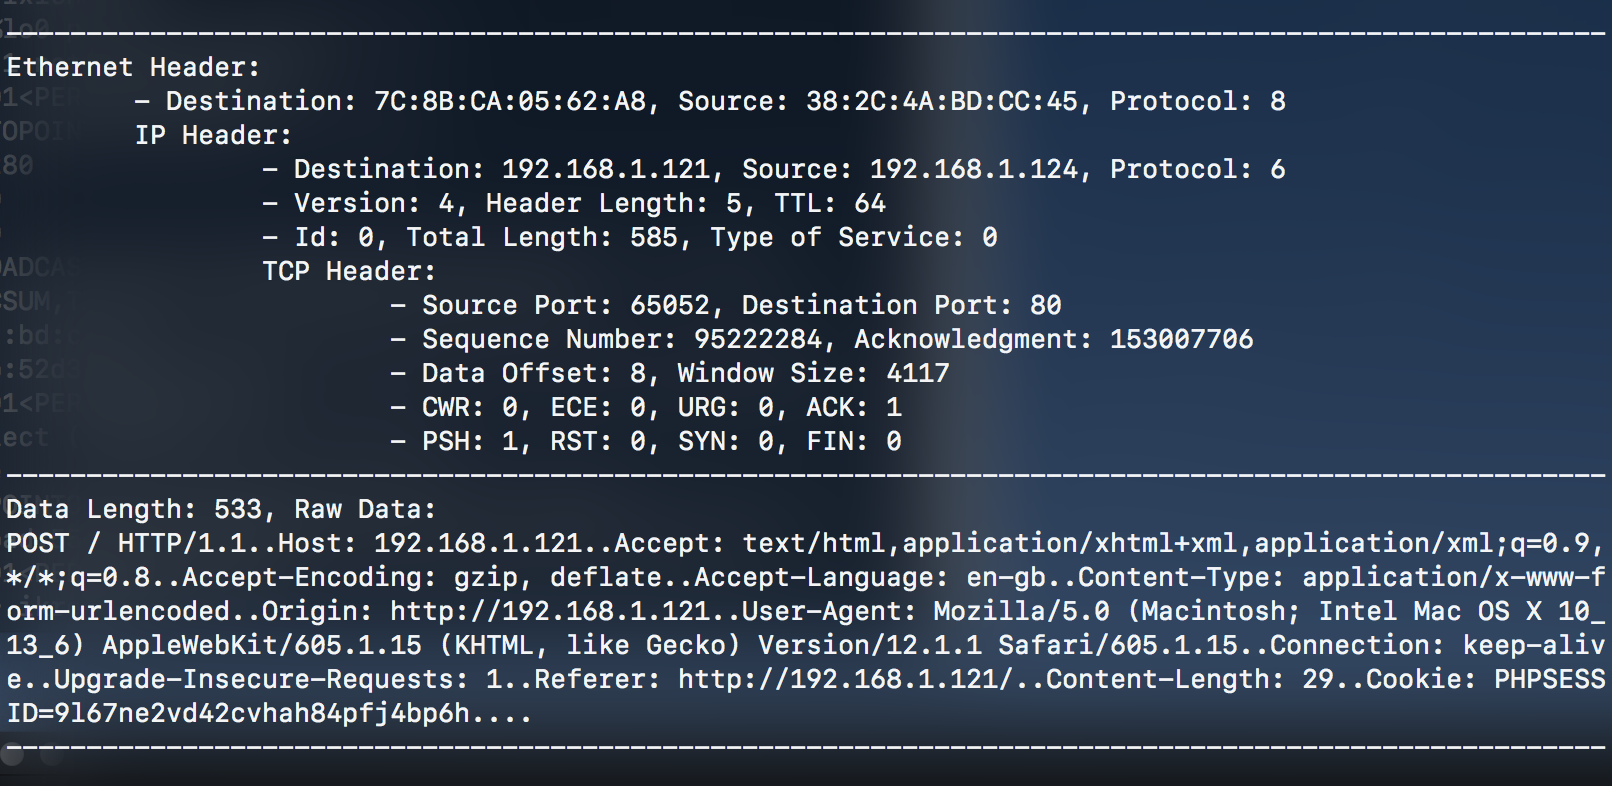 --------------------------------------------------------------------------------------------------
Ethernet Header:
- Destination: 7C:8B:CA:05:62:A8, Source: 38:2C:4A:BD:CC:45, Protocol: 8
IP Header:
- Destination: 192.168.1.121, Source: 192.168.1.124, Protocol: 6
- Version: 4, Header Length: 5, TTL: 64
- Id: 0, Total Length: 585, Type of Service: 0
TCP Header:
- Source Port: 65052, Destination Port: 80
- Sequence Number: 95222284, Acknowledgment: 153007706
- Data Offset: 8, Window Size: 4117
- CWR: 0, ECE: 0, URG: 0, ACK: 1
- PSH: 1, RST: 0, SYN: 0, FIN: 0
--------------------------------------------------------------------------------------------------
Data Length: 533, Raw Data:
POST / HTTP/1.1..Host: 192.168.1.121..Accept: text/html,application/xhtml+xml,application/xml;q=0.9,
*/*;q=0.8..Accept-Encoding: gzip, deflate..Accept-Language: en-gb..Content-Type: application/x-www-f
orm-urlencoded..Origin: http://192.168.1.121..User-Agent: Mozilla/5.0 (Macintosh; Intel Mac OS X 10_
13_6) AppleWebKit/605.1.15 (KHTML, like Gecko) Version/12.1.1 Safari/605.1.15..Connection: keep-aliv
e..Upgrade-Insecure-Requests: 1..Referer: http://192.168.1.121/..Content-Length: 29..Cookie: PHPSESS
ID=9l67ne2vd42cvhah84pfj4bp6h....
--------------------------------------------------------------------------------------------------